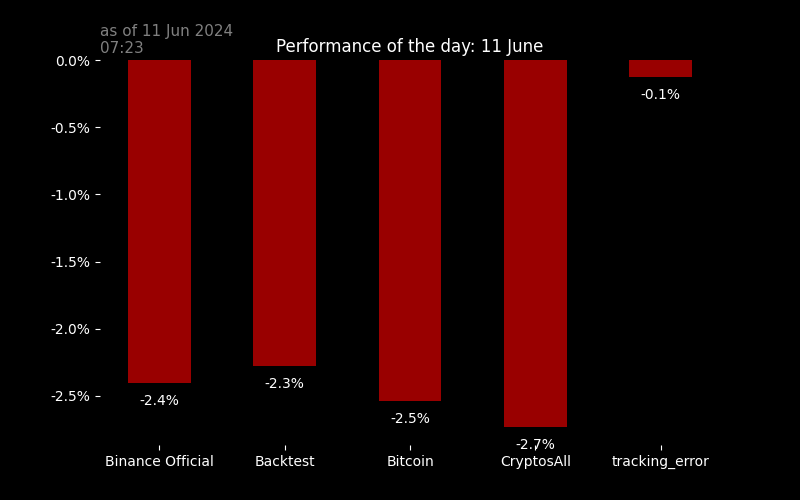 as of 11 Jun 2024
07:23
Performance of the day: 11 June
0.0%
-0.5%
-1.0%
-1.5%
-2.0%
-2.5%
-2.4%
-2.3%
-2.5%
-2.7%
-0.1%
Binance Official
Backtest
Bitcoin
CryptosAll
tracking_error